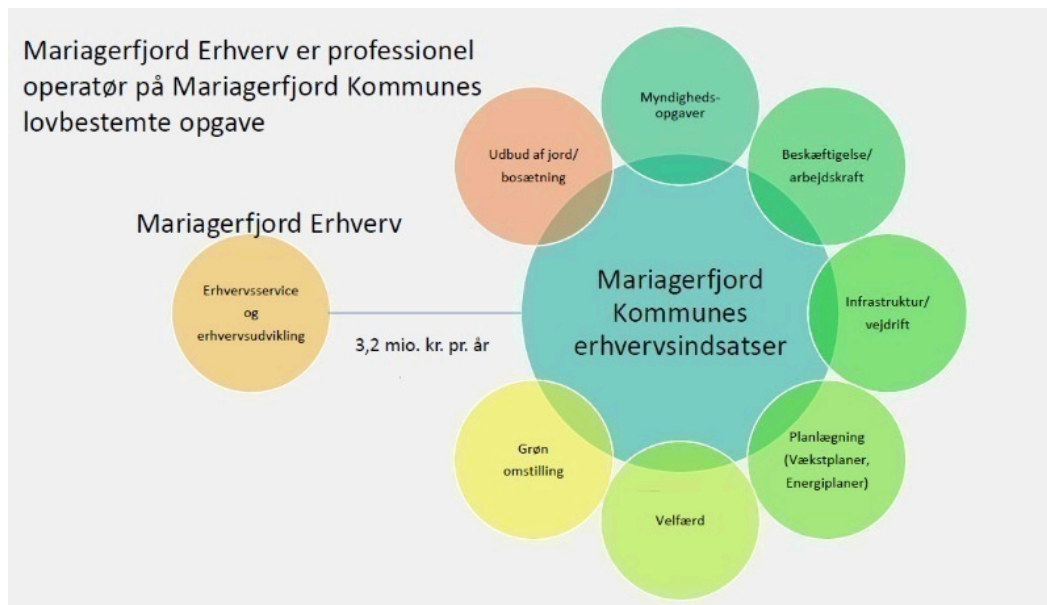 Mariagerfjord Erhverv er professionel
operatør på Mariagerfjord Kommunes
lovbestemte opgave
Myndigheds-
opgaver
Udbud af jord/
bosætning
Beskæftigelse/
arbejdskraft
Mariagerfjord Erhverv
Erhvervsservice
og
erhvervsudvikling
3,2 mio. kr. pr. år
Mariagerfjord
Kommunes
erhvervsindsatser
Infrastruktur/
vejdrift
Grøn
omstilling
Planlægning
(Vækstplaner,
Energiplaner)
Velfærd